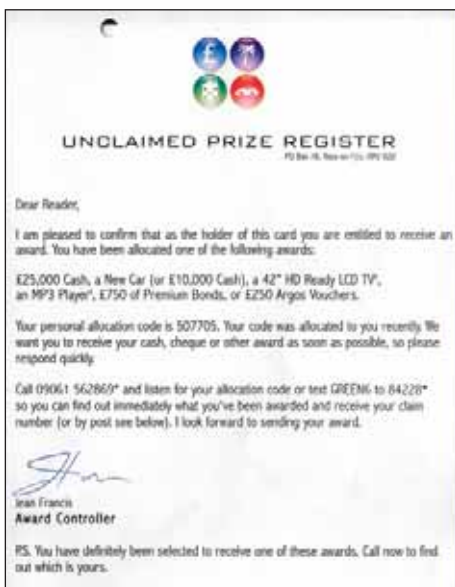 UNCLAIMED PRIZE REGISTER
PO Box
Dear Reader,
I am pleased to confirm that as the holder of this card you are entitled to receive an
award. You have been allocated one of the following awards:
£25,000 Cash, a New Car (or £10,000 Cash), a 42" HD Ready LCD TV*,
an MP3 Player*, £750 of Premium Bonds, or £250 Argos Vouchers.
Your personal allocation code is 507705. Your code was allocated to you recently. We
want you to receive your cash, cheque or other award as soon as possible, so please
respond quickly.
Call 09061 562869* and listen for your allocation code or text GREEN6 to 84228*
so you can find out immediately what you've been awarded and receive your claim
number (or by post see below). I look forward to sending your award.
Jean Francis
Award Controller
PS. You have definitely been selected to receive one of these awards. Call now to find
out which is yours.